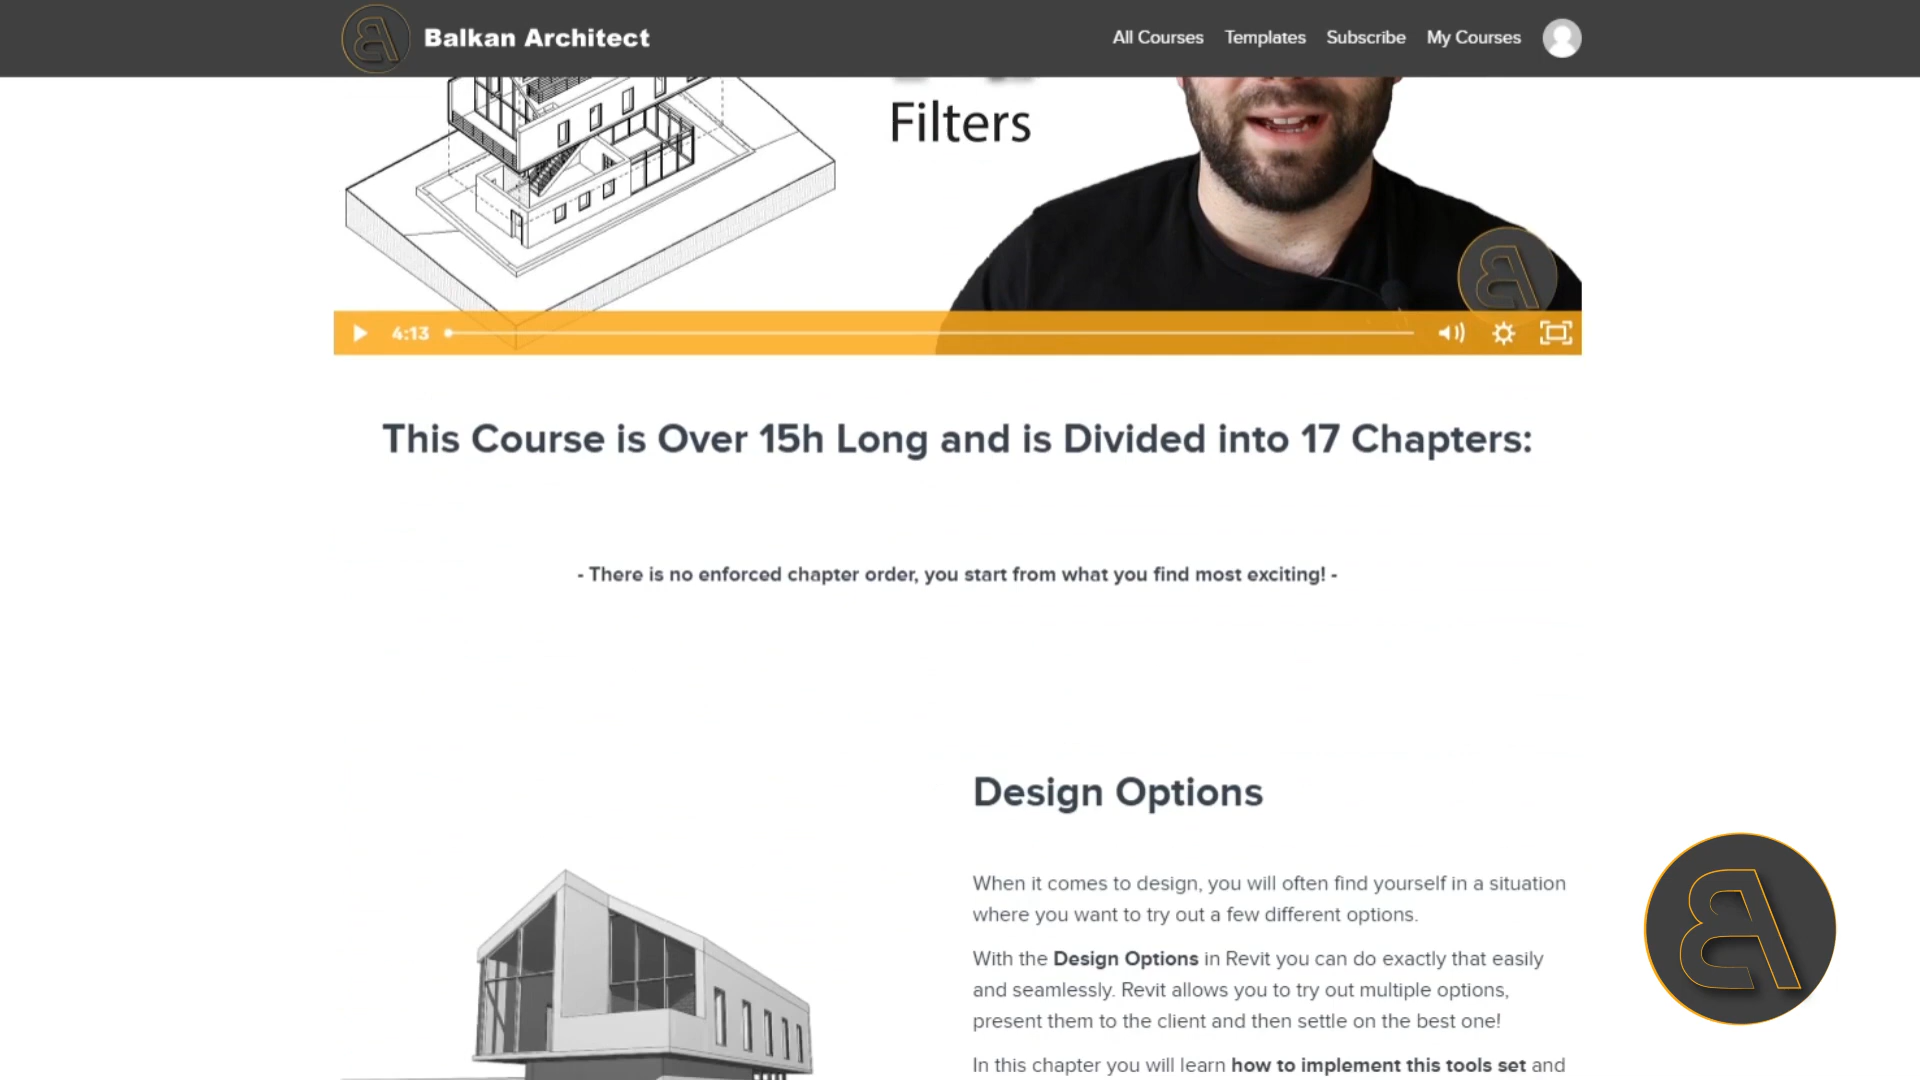 Balkan Architect
All Courses Templates Subscribe My Courses
Filters
4:13
This Course is Over 15h Long and is Divided into 17 Chapters:
- There is no enforced chapter order, you start from what you find most exciting! -
Design Options
When it comes to design, you will often find yourself in a situation
where you want to try out a few different options.
With the Design Options in Revit you can do exactly that easily
and seamlessly. Revit allows you to try out multiple options,
present them to the client and then settle on the best one!
In this chapter you will learn how to implement this tools set and